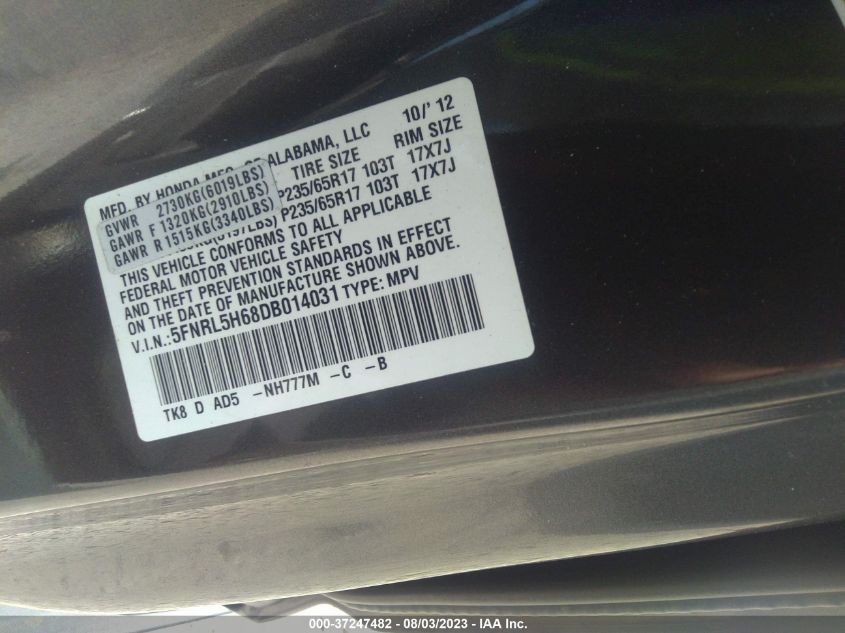 MFD. BY HONDA MFG. OF ALABAMA, LLC 10/'12
TIRE SIZE RIM SIZE
GVWR 2730KG(6019LBS)
GAWR F 1320KG(2910LBS) P235/65R17 103T 17X7J
GAWR R 1515KG(3340LBS) P235/65R17 103T 17X7J
THIS VEHICLE CONFORMS TO ALL APPLICABLE
FEDERAL MOTOR VEHICLE SAFETY
AND THEFT PREVENTION STANDARDS IN EFFECT
ON THE DATE OF MANUFACTURE SHOWN ABOVE.
V.I.N.:5FNRL5H68DB014031 TYPE: MPV
TK8 D AD5 -NH777M -C -B
000-37247482 - 08/03/2023 - IAA Inc.